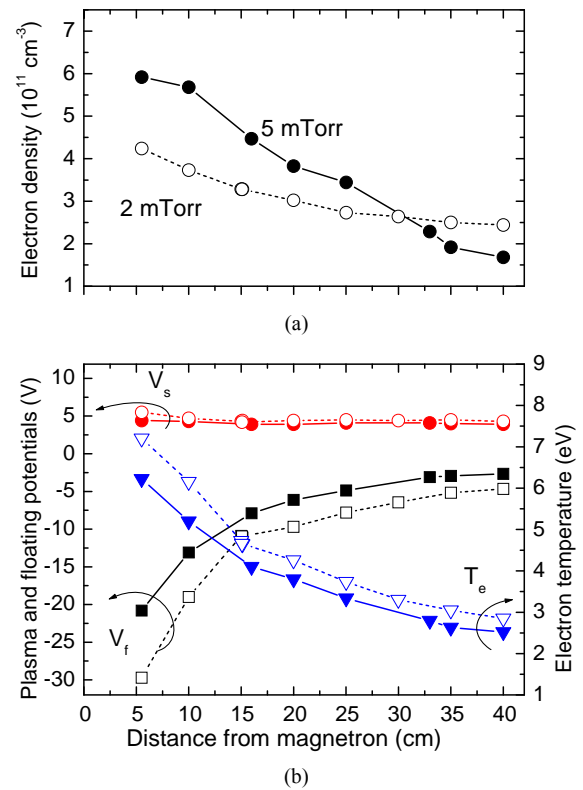 (a)
7
6
5
4
3
2
1
Electron density (10¹¹ cm⁻³)
5 mTorr
2 mTorr
(a)
(b)
10
5
0
-5
-10
-15
-20
-25
-30
Plasma and floating potentials (V)
V_s
V_f
T_e
9
8
7
6
5
4
3
2
1
Electron temperature (eV)
0 5 10 15 20 25 30 35 40
Distance from magnetron (cm)
(b)